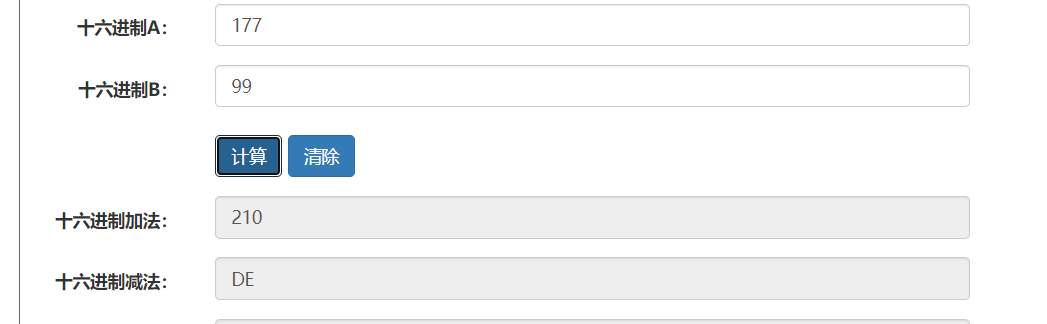 十六进制A： 177
十六进制B： 99
计算 清除
十六进制加法： 210
十六进制减法： DE